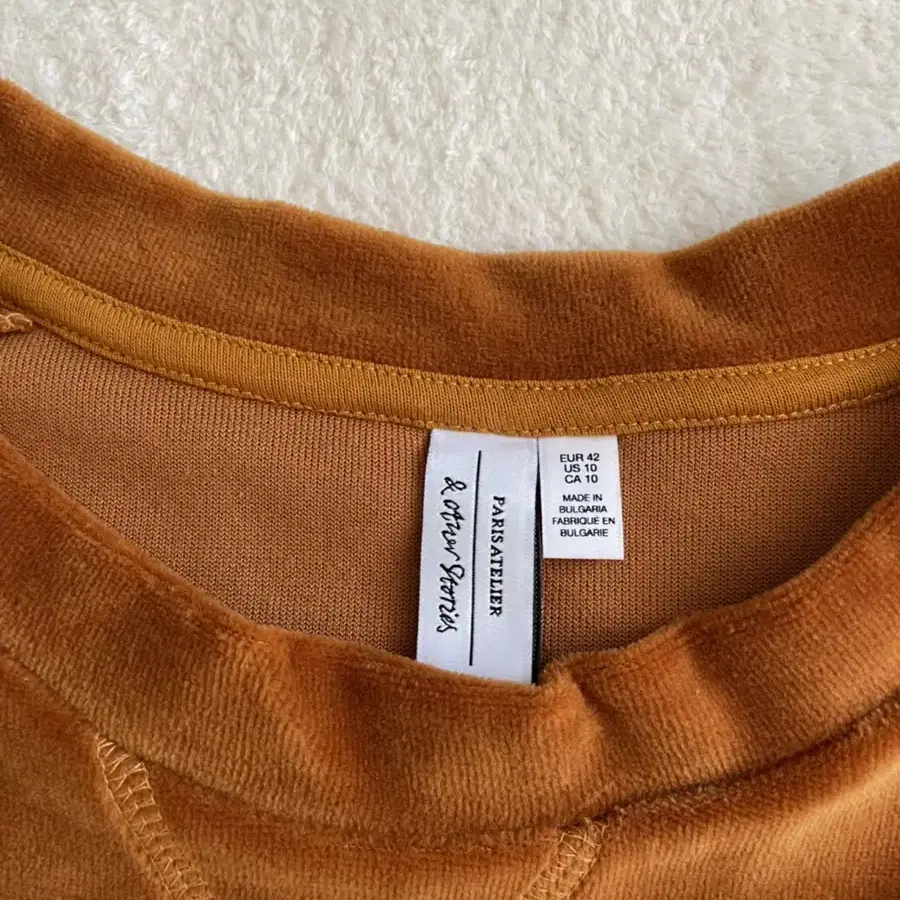 PARIS ATELIER
& other Stories
EUR 42
US 10
CA 10
MADE IN
BULGARIA
FABRIQUÉ EN
BULGARIE